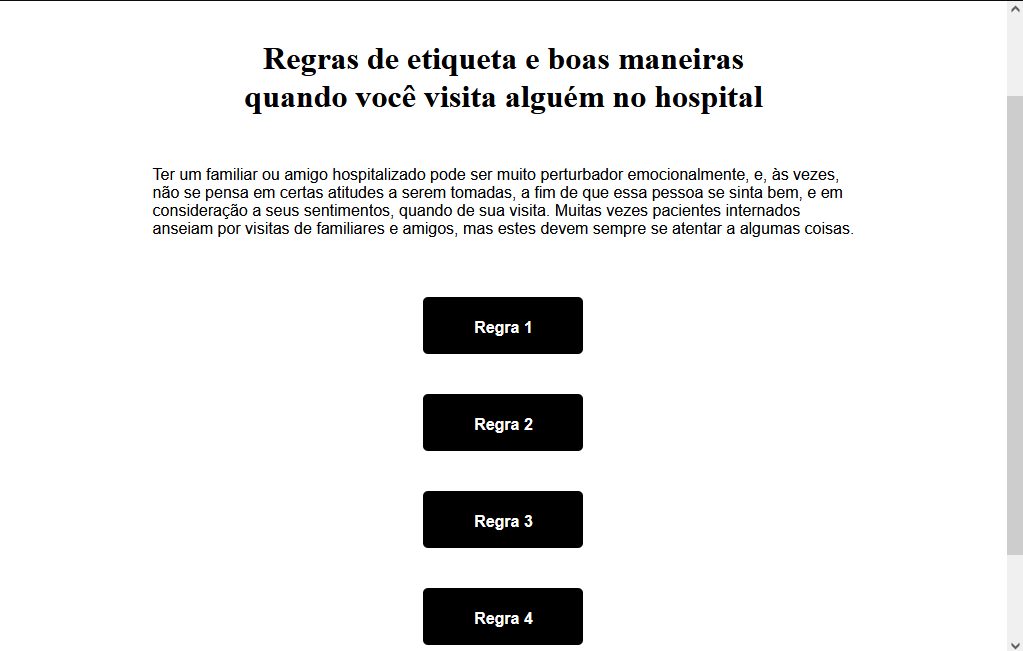 Regras de etiqueta e boas maneiras
quando você visita alguém no hospital
Ter um familiar ou amigo hospitalizado pode ser muito perturbador emocionalmente, e, às vezes,
não se pensa em certas atitudes a serem tomadas, a fim de que essa pessoa se sinta bem, e em
consideração a seus sentimentos, quando de sua visita. Muitas vezes pacientes internados
anseiam por visitas de familiares e amigos, mas estes devem sempre se atentar a algumas coisas.
Regra 1
Regra 2
Regra 3
Regra 4